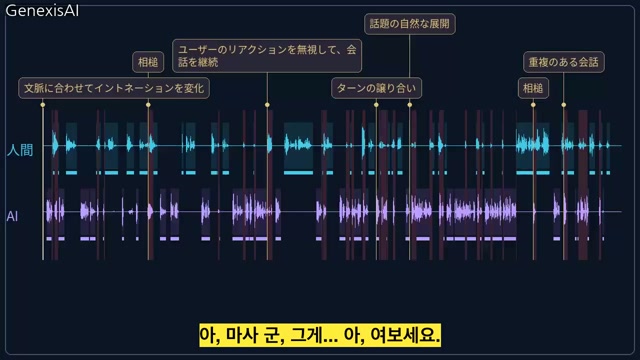 GenexisAI
話題の自然な展開
ユーザーのリアクションを無視して、会
話を継続
相槌
重複のある会話
文脈に合わせてイントネーションを変化
ターンの譲り合い
相槌
人間
AI
아, 마사 군, 그게... 아, 여보세요.